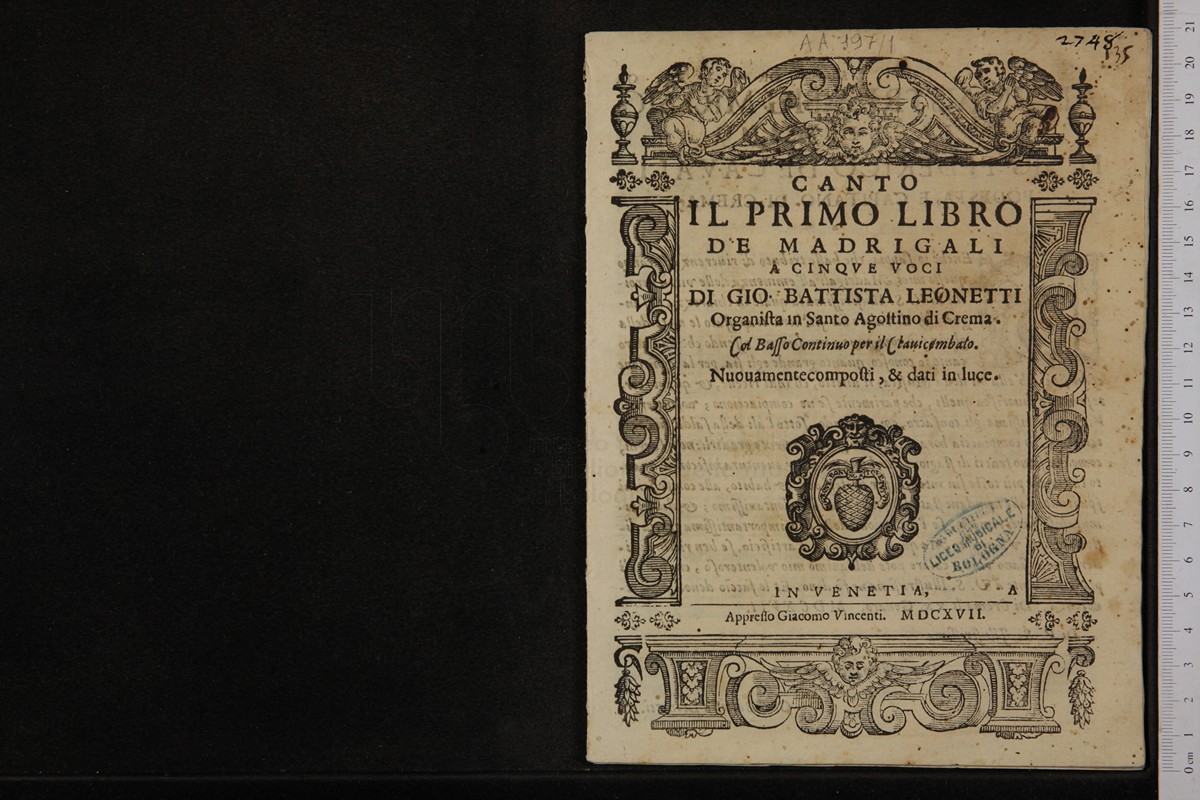 AA 197/1
2748
135
CANTO
IL PRIMO LIBRO
DE MADRIGALI
A CINQVE VOCI
DI GIO. BATTISTA LEONETTI
Organiſta in Santo Agoſtino di Crema.
Col Baſſo Continuo per il Clauicembalo.
Nuouamentecompoſti, & dati in luce.
LICEO MUSICALE
DI
BOLOGNA
IN VENETIA,
A
Appreſſo Giacomo Vincenti. MDCXVII.